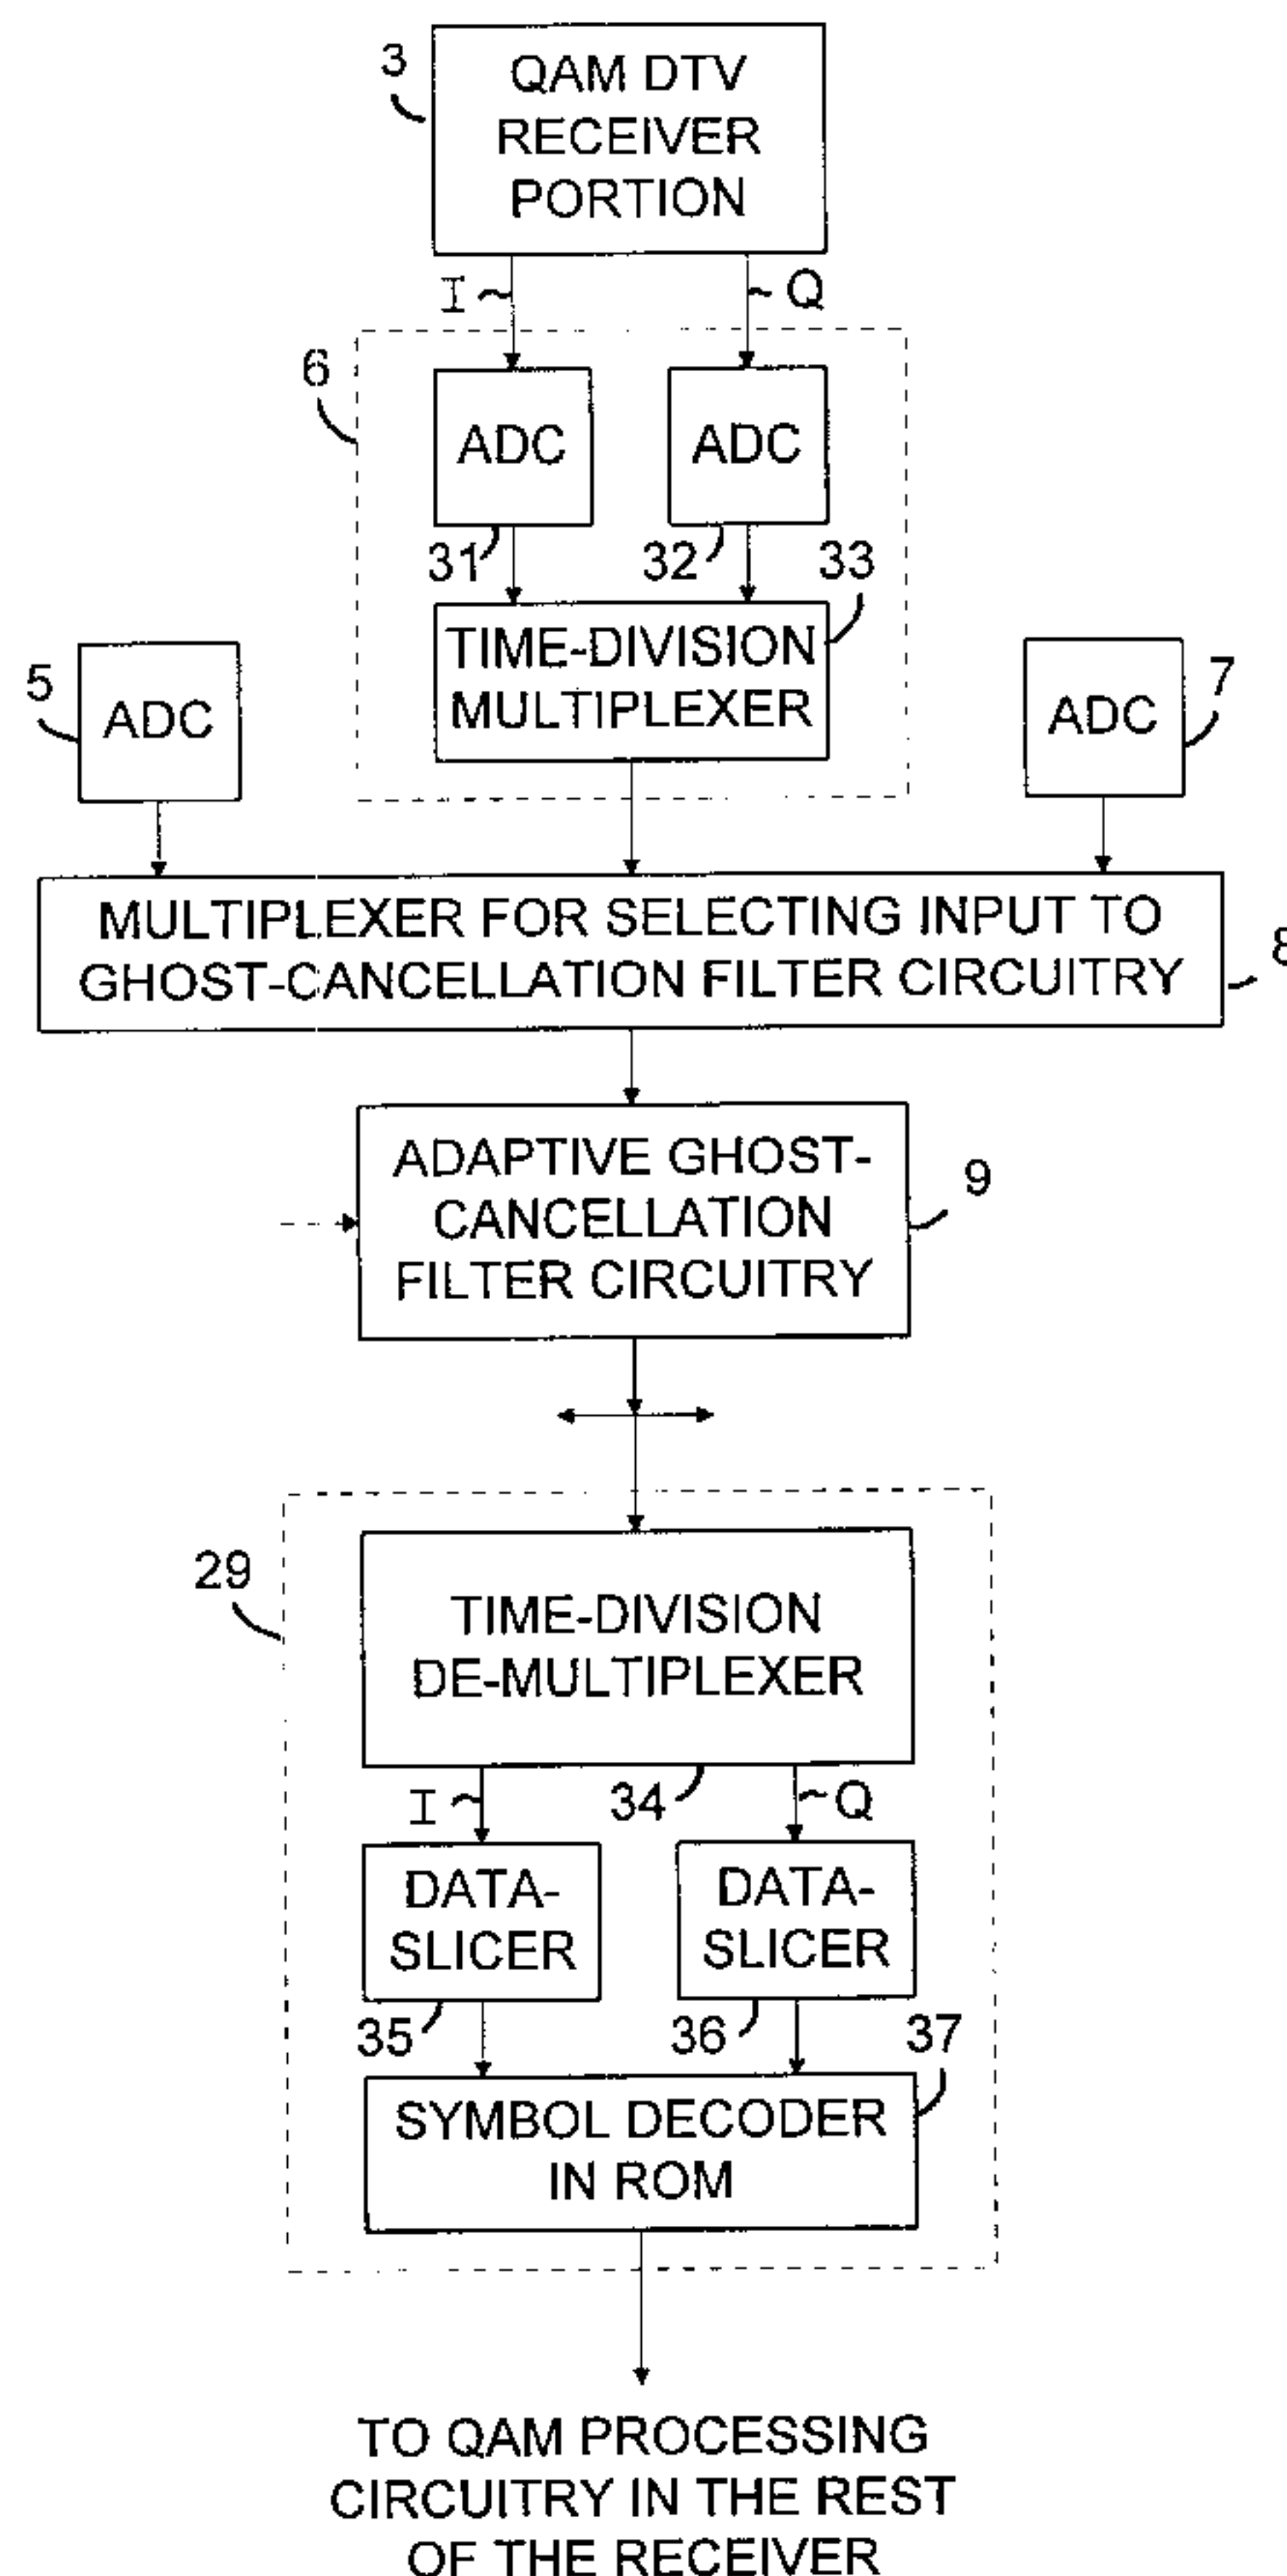 3
QAM DTV
RECEIVER
PORTION
I
Q
6
ADC
ADC
31
32
33
TIME-DIVISION
MULTIPLEXER
5
ADC
ADC
7
MULTIPLEXER FOR SELECTING INPUT TO
GHOST-CANCELLATION FILTER CIRCUITRY
8
ADAPTIVE GHOST-
CANCELLATION
FILTER CIRCUITRY
9
29
TIME-DIVISION
DE-MULTIPLEXER
I
34
Q
DATA-
SLICER
DATA-
SLICER
35
36
37
SYMBOL DECODER
IN ROM
TO QAM PROCESSING
CIRCUITRY IN THE REST
OF THE RECEIVER